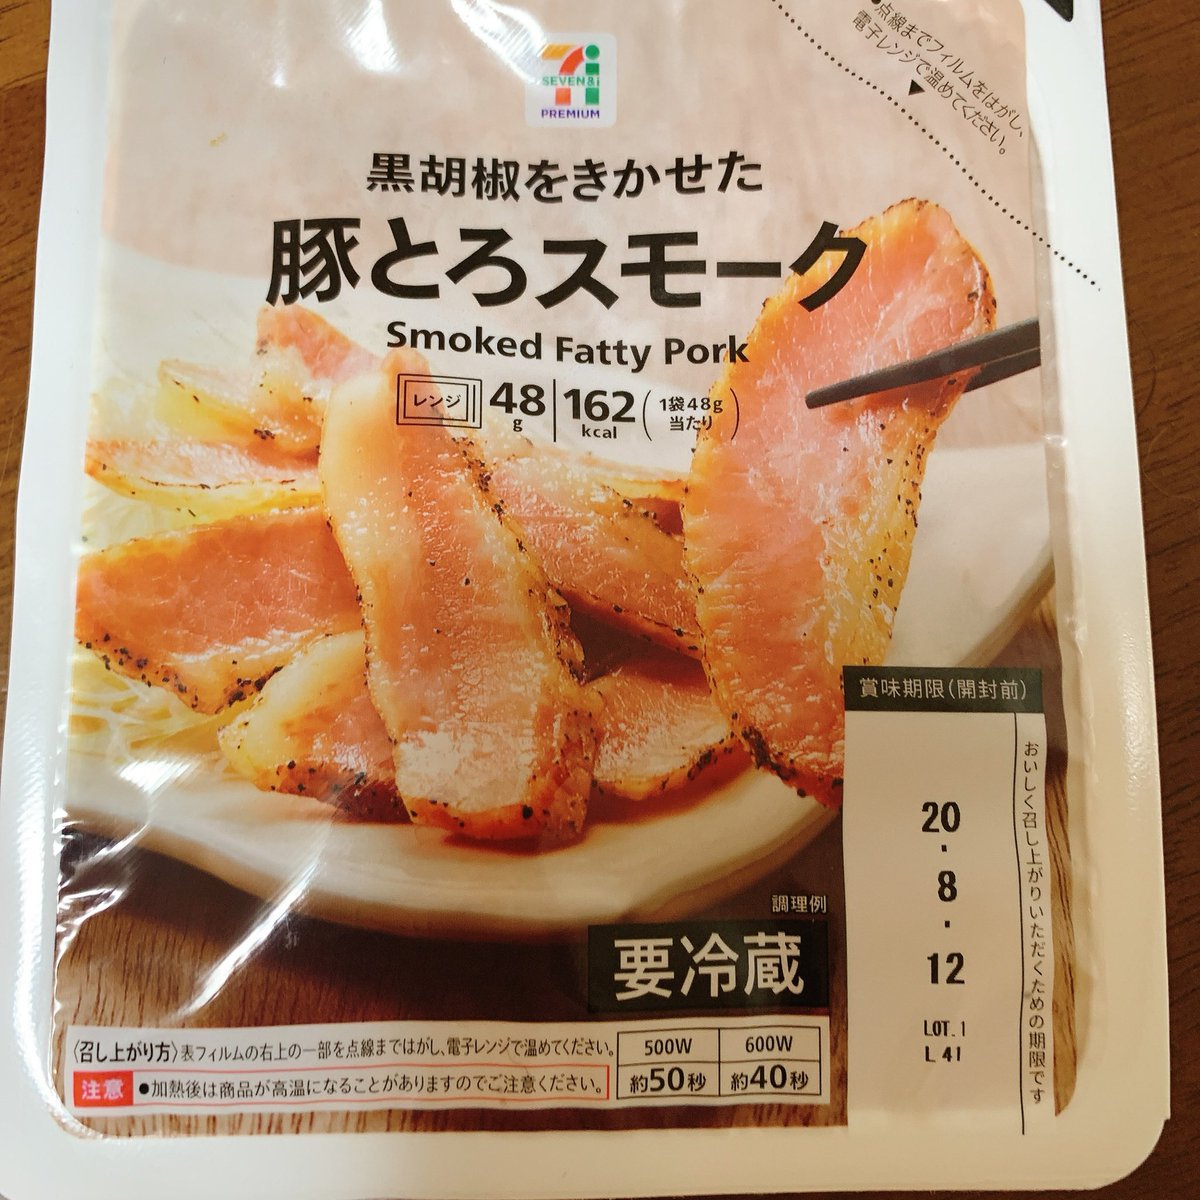 ●点線までフィルムをはがし、
電子レンジで温めてください。
▼
7i
SEVEN&i
PREMIUM
黒胡椒をきかせた
豚とろスモーク
Smoked Fatty Pork
レンジ 48g 162kcal (1袋48g当たり)
賞味期限(開封前)
おいしく召し上がりいただくための期限です
20.8.12
LOT.1
L 41
調理例
要冷蔵
〈召し上がり方〉表フィルムの右上の一部を点線まではがし、電子レンジで温めてください。
注意 ●加熱後は商品が高温になることがありますのでご注意ください。
500W 600W
約50秒 約40秒